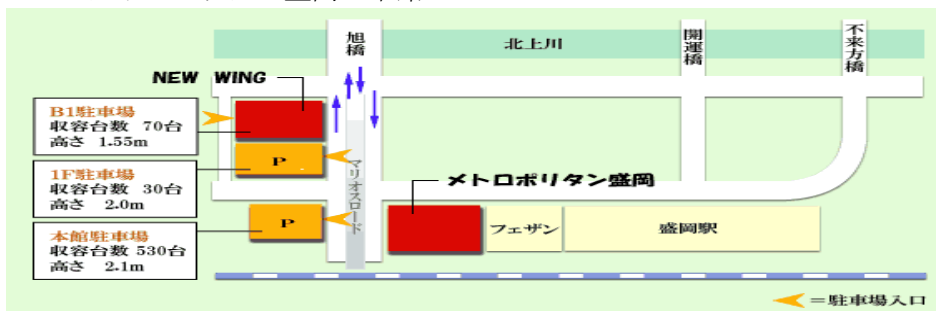 旭橋
北上川
開運橋
不来方橋
NEW WING
B1駐車場
収容台数 70台
高さ 1.55m
P
1F駐車場
収容台数 30台
高さ 2.0m
マリオスロード
メトロポリタン盛岡
P
本館駐車場
収容台数 530台
高さ 2.1m
フェザン
盛岡駅
=駐車場入口